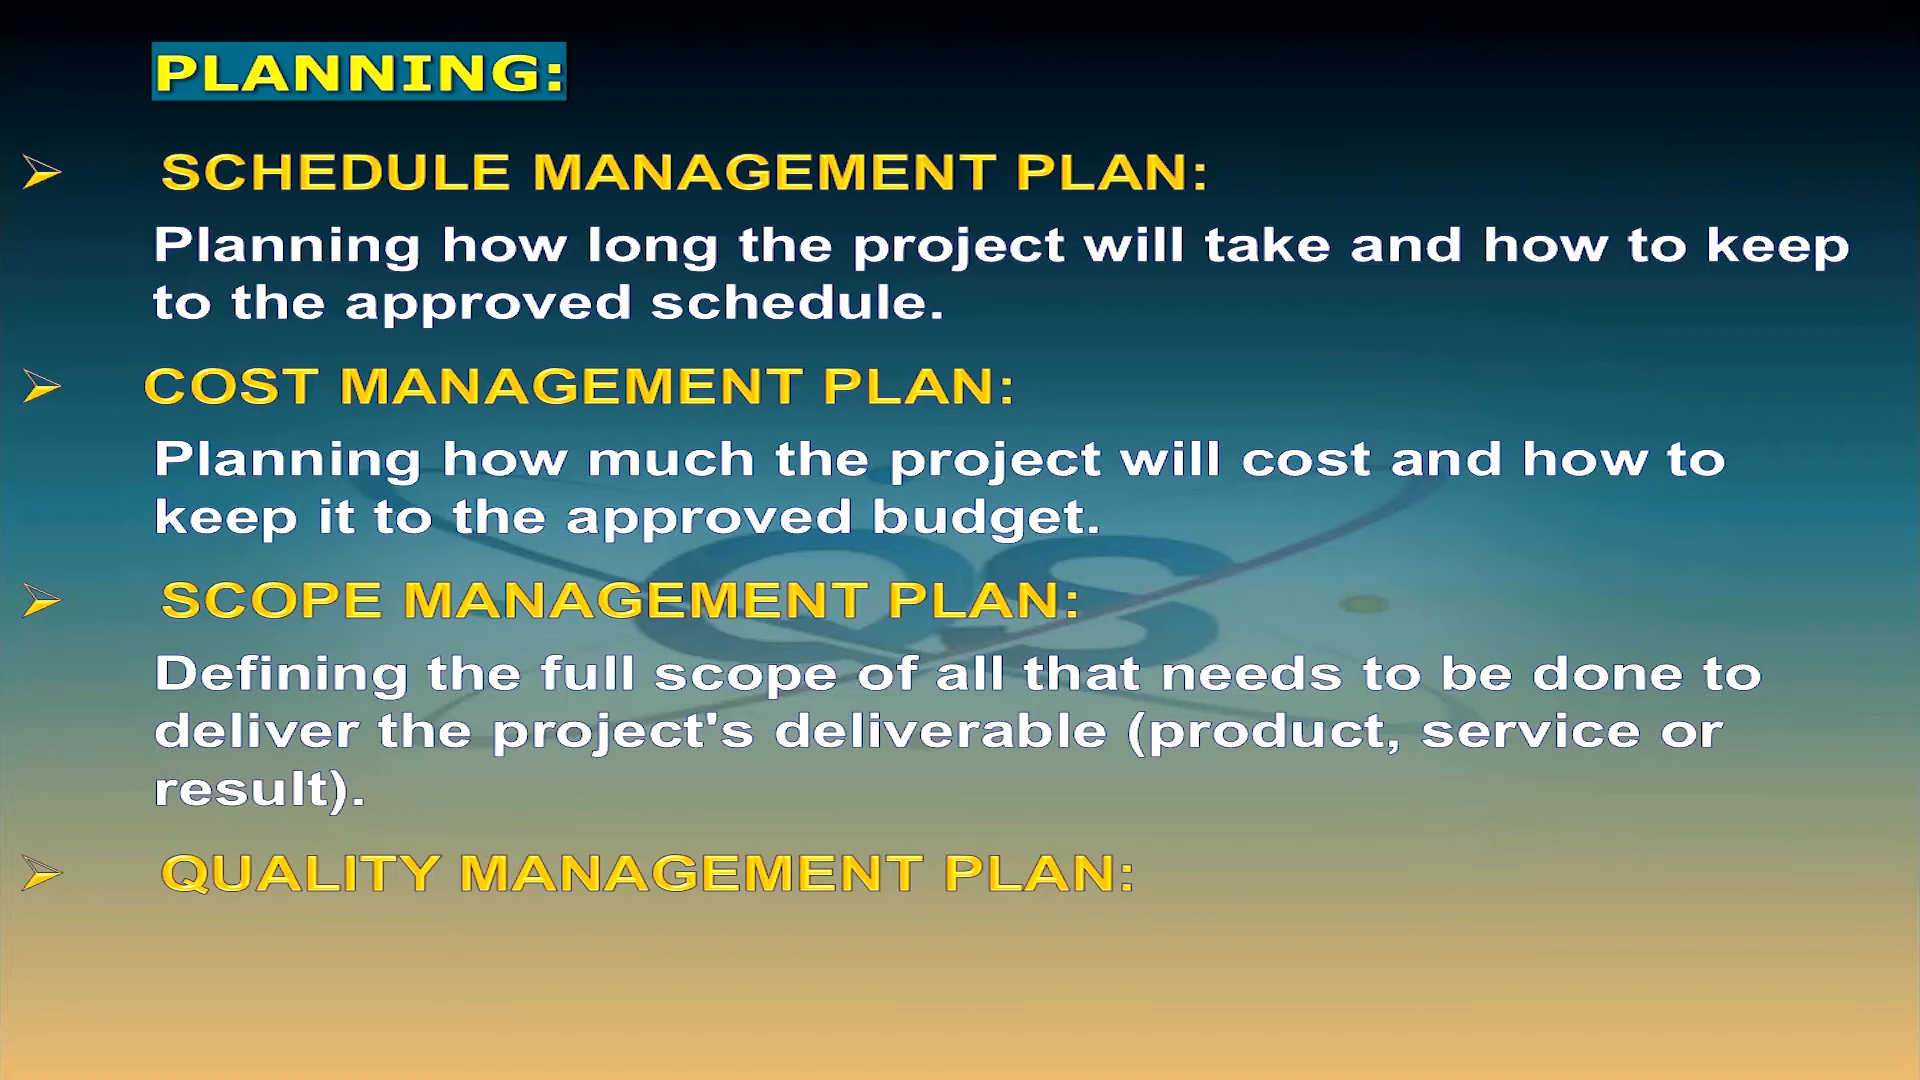 PLANNING:
➢ SCHEDULE MANAGEMENT PLAN:
Planning how long the project will take and how to keep
to the approved schedule.
➢ COST MANAGEMENT PLAN:
Planning how much the project will cost and how to
keep it to the approved budget.
➢ SCOPE MANAGEMENT PLAN:
Defining the full scope of all that needs to be done to
deliver the project's deliverable (product, service or
result).
➢ QUALITY MANAGEMENT PLAN:
QS